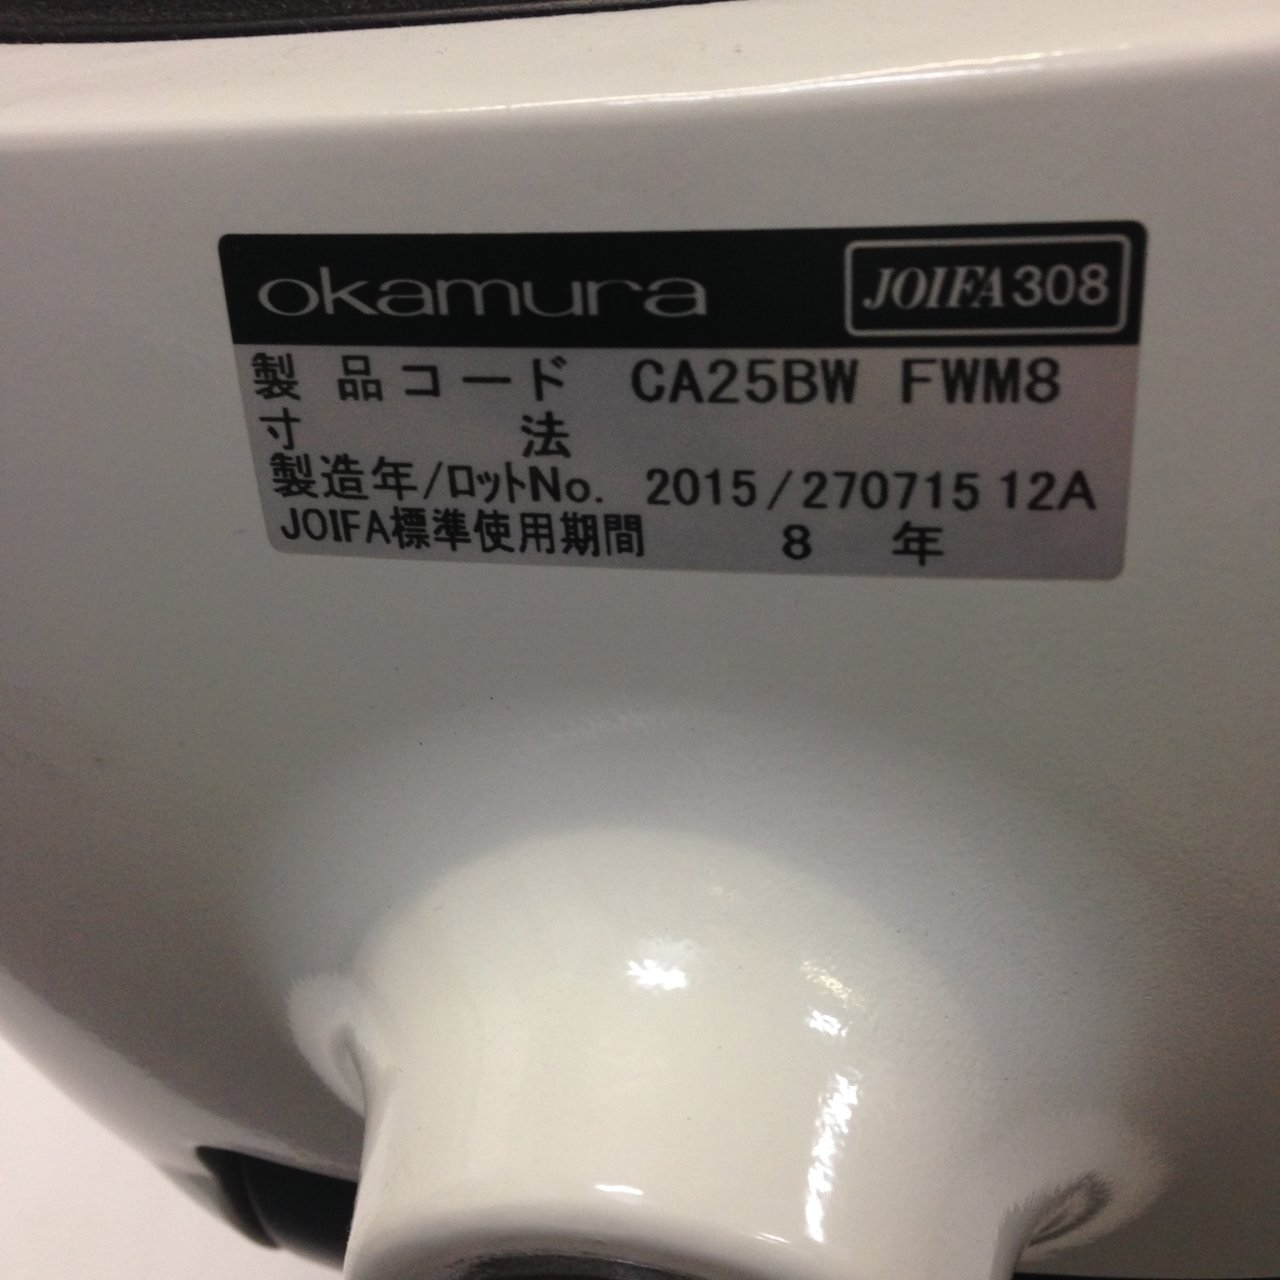 okamura JOIFA308
製品コード CA25BW FWM8
寸法
製造年/ロットNo. 2015/270715 12A
JOIFA標準使用期間 8 年